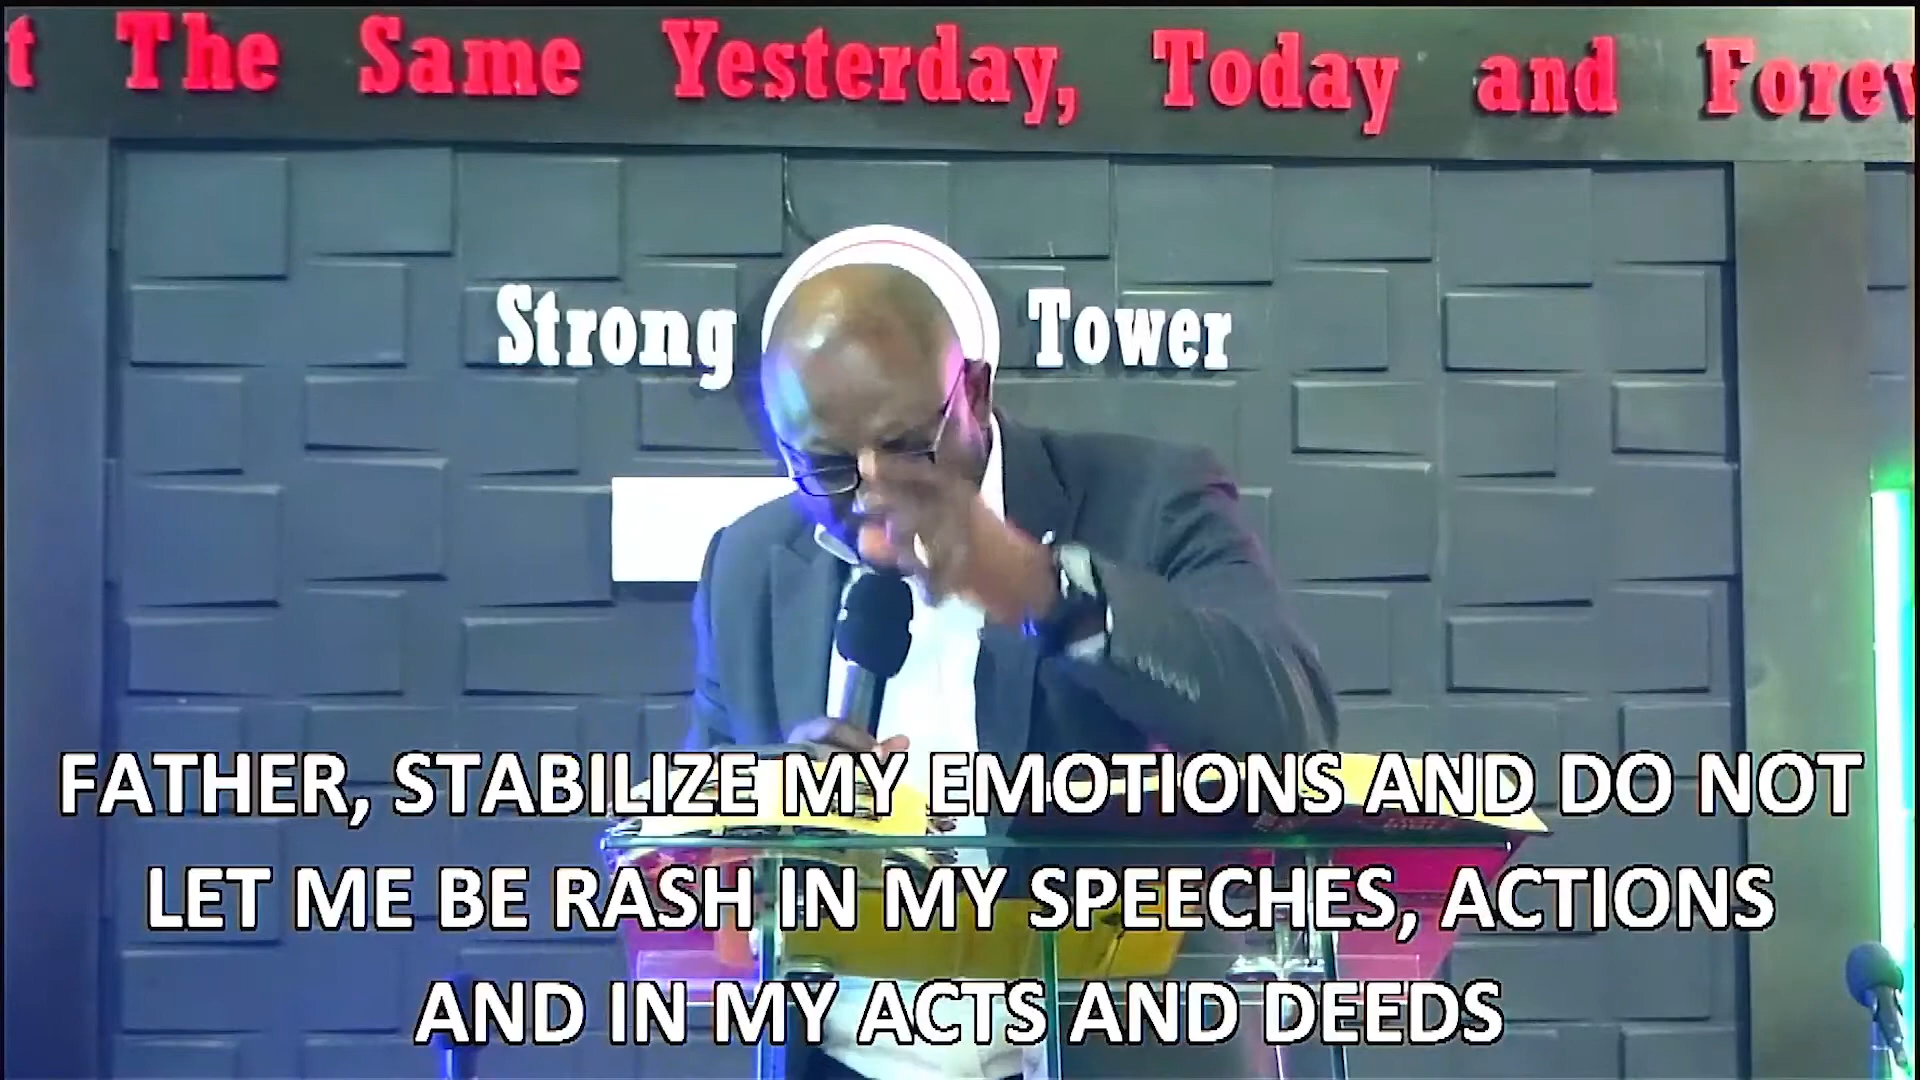 The Same Yesterday, Today and
Strong Tower
FATHER, STABILIZE MY EMOTIONS AND DO NOT
LET ME BE RASH IN MY SPEECHES, ACTIONS
AND IN MY ACTS AND DEEDS